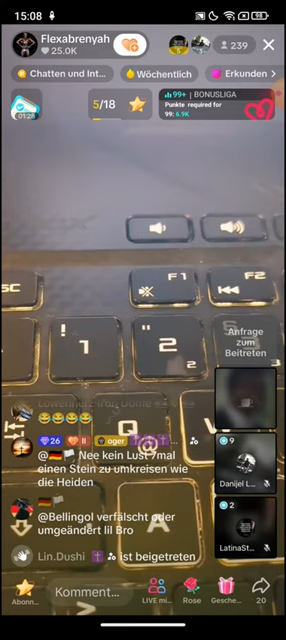 15:08
98
Flexabrenyah
25.0K
239
Chatten und Int...
Wöchentlich
Erkunden
01:28
5/18
99+ | BONUSLIGA
Punkte required for
99: 6.9K
F1
F2
! 1
" 2
2
Q
A
>
Anfrage
zum
Beitreten
😂😂😂😂
26 II oger ✝️✝️✝️...
@🇩🇪🏳️ Nee kein Lust 7mal
einen Stein zu umkreisen wie
die Heiden
🇩🇪🏳️
@Bellingol verfälscht oder
umgeändert lil Bro
Lin.Dushi ✝️ ist beigetreten
9
Danijel L...
2
LatinaSt...
Abonn...
Komment...
LIVE mi...
Rose
Gesche...
20